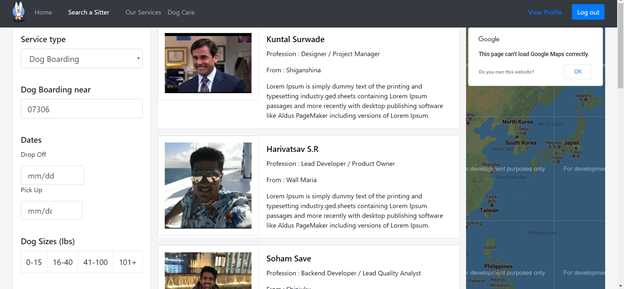 Home
Search a Sitter
Our Services
Dog Care
View Profile
Log out
Service type
Dog Boarding
Dog Boarding near
07306
Dates
Drop Off
mm/dd
Pick Up
mm/dd
Dog Sizes (lbs)
0-15
16-40
41-100
101+
Kuntal Surwade
Profession : Designer / Project Manager
From : Shiganshina
Lorem Ipsum is simply dummy text of the printing and
typesetting industry.ged.sheets containing Lorem Ipsum
passages and more recently with desktop publishing software
like Aldus PageMaker including versions of Lorem Ipsum.
Harivatsav S.R
Profession : Lead Developer / Product Owner
From : Wall Maria
Lorem Ipsum is simply dummy text of the printing and
typesetting industry.ged.sheets containing Lorem Ipsum
passages and more recently with desktop publishing software
like Aldus PageMaker including versions of Lorem Ipsum.
Soham Save
Profession : Backend Developer / Lead Quality Analyst
Google
This page can't load Google Maps correctly.
Do you own this website?
OK
North Korea
South Korea
Japan
r development purposes only
For developmen
Taiwan
Philippines
r development purposes only
For developmen